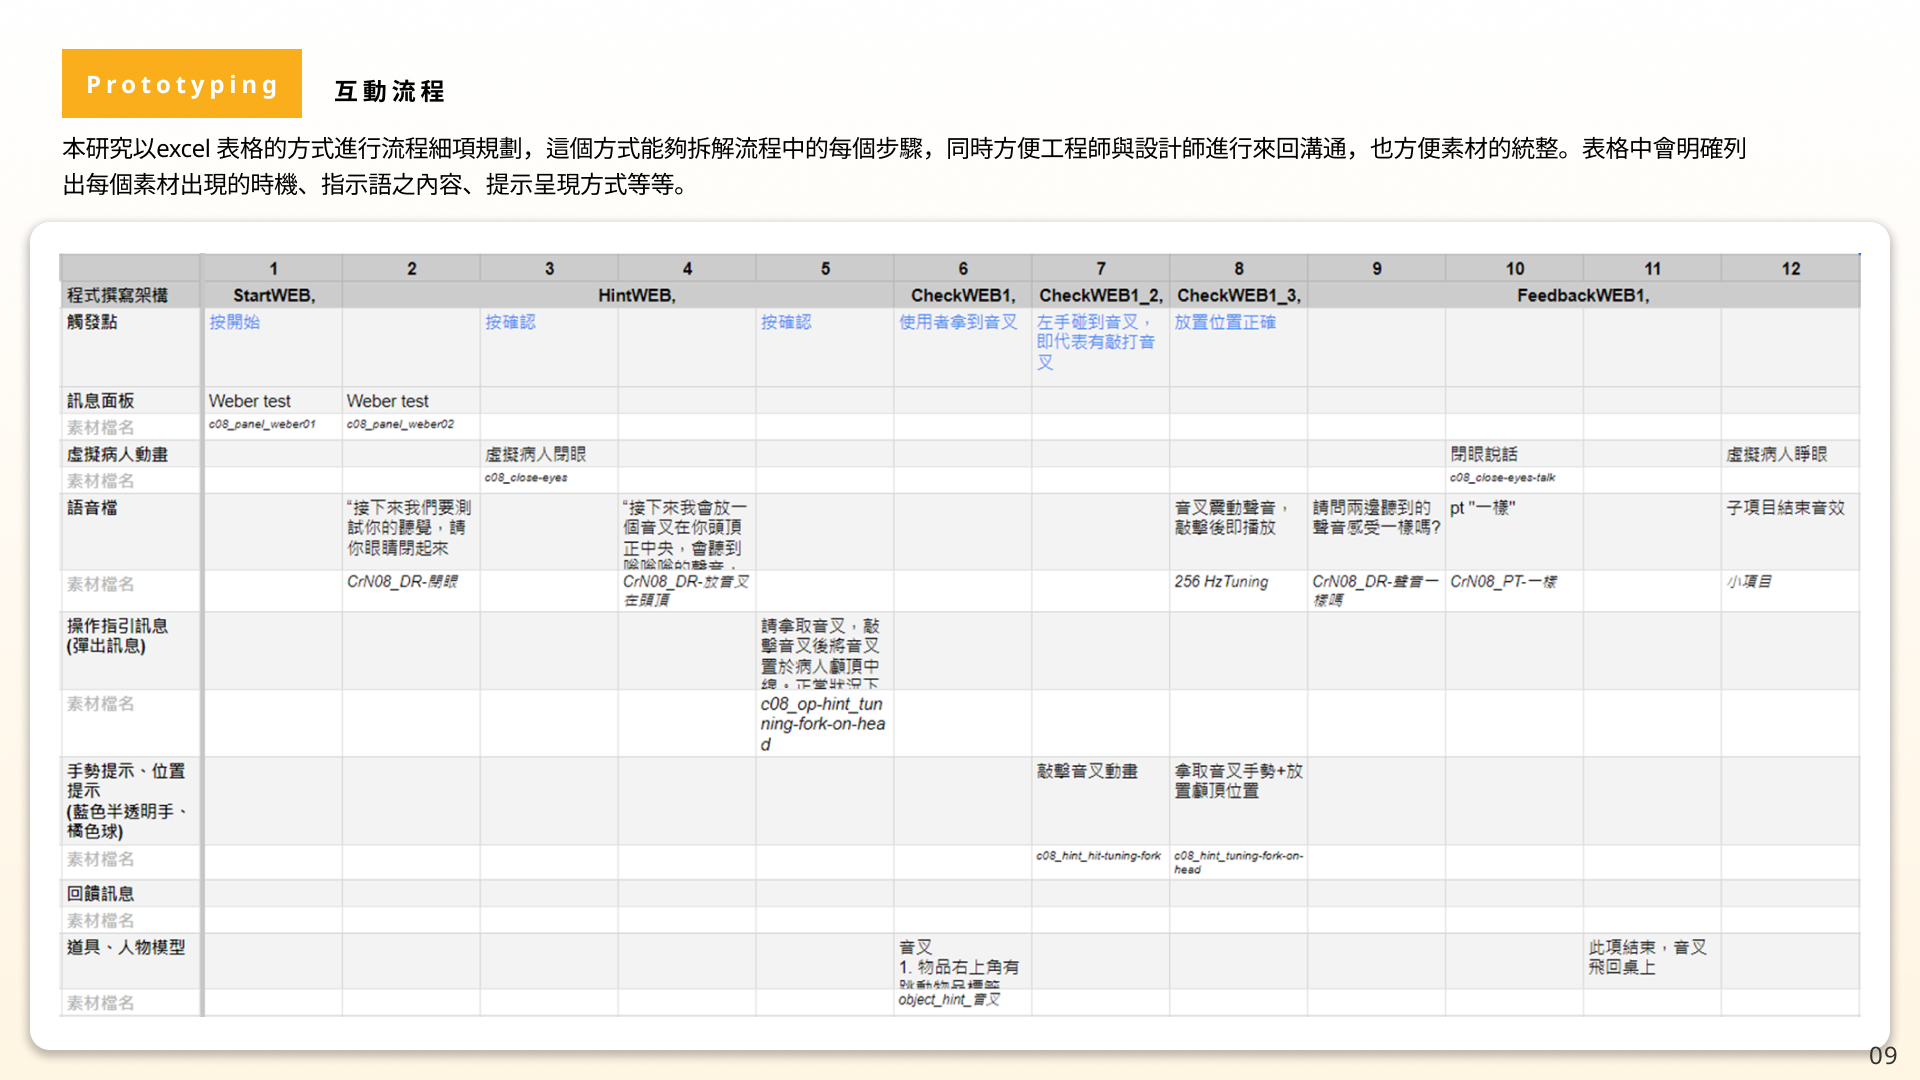 Prototyping
互動流程
本研究以excel 表格的方式進行流程細項規劃，這個方式能夠拆解流程中的每個步驟，同時方便工程師與設計師進行來回溝通，也方便素材的統整。表格中會明確列
出每個素材出現的時機、指示語之內容、提示呈現方式等等。
1 2 3 4 5 6 7 8 9 10 11 12
程式撰寫架構 StartWEB, HintWEB, CheckWEB1, CheckWEB1_2, CheckWEB1_3, FeedbackWEB1,
觸發點
按開始
按確認
按確認
使用者拿到音叉
左手碰到音叉，
即代表有敲打音
叉
放置位置正確
訊息面板 Weber test Weber test
素材檔名 c08_panel_weber01 c08_panel_weber02
虛擬病人動畫 虛擬病人閉眼 閉眼說話 虛擬病人睜眼
素材檔名 c08_close-eyes c08_close-eyes-talk
語音檔
“接下來我們要測
試你的聽覺，請
你眼睛閉起來
“接下來我會放一
個音叉在你頭頂
正中央，會聽到
嗡嗡嗡的聲音，
音叉震動聲音，
敲擊後即播放
請問兩邊聽到的
聲音感受一樣嗎?
pt "一樣"
子項目結束音效
素材檔名
CrN08_DR-閉眼
CrN08_DR-放音叉
在頭頂
256 HzTuning
CrN08_DR-聲音一
樣嗎
CrN08_PT-一樣
小項目
操作指引訊息
(彈出訊息)
請拿取音叉，敲
擊音叉後將音叉
置於病人顱頂中
線。正常狀況下
素材檔名
c08_op-hint_tun
ning-fork-on-hea
d
手勢提示、位置
提示
(藍色半透明手、
橘色球)
敲擊音叉動畫
拿取音叉手勢+放
置顱頂位置
素材檔名
c08_hint_hit-tuning-fork
c08_hint_tuning-fork-on-
head
回饋訊息
素材檔名
道具、人物模型
音叉
1. 物品右上角有
跳動物品標籤
此項結束，音叉
飛回桌上
素材檔名
object_hint_音叉
09